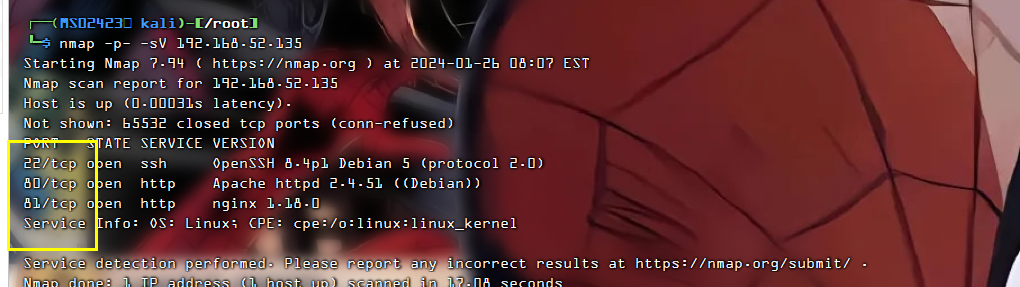 (MS02423㉿ kali)-[/root]
$ nmap -p- -sV 192.168.52.135
Starting Nmap 7.94 ( https://nmap.org ) at 2024-01-26 08:07 EST
Nmap scan report for 192.168.52.135
Host is up (0.00031s latency).
Not shown: 65532 closed tcp ports (conn-refused)
PORT STATE SERVICE VERSION
22/tcp open ssh OpenSSH 8.4p1 Debian 5 (protocol 2.0)
80/tcp open http Apache httpd 2.4.51 ((Debian))
81/tcp open http nginx 1.18.0
Service Info: OS: Linux; CPE: cpe:/o:linux:linux_kernel
Service detection performed. Please report any incorrect results at https://nmap.org/submit/ .
Nmap done: 1 IP address (1 host up) scanned in 17.08 seconds